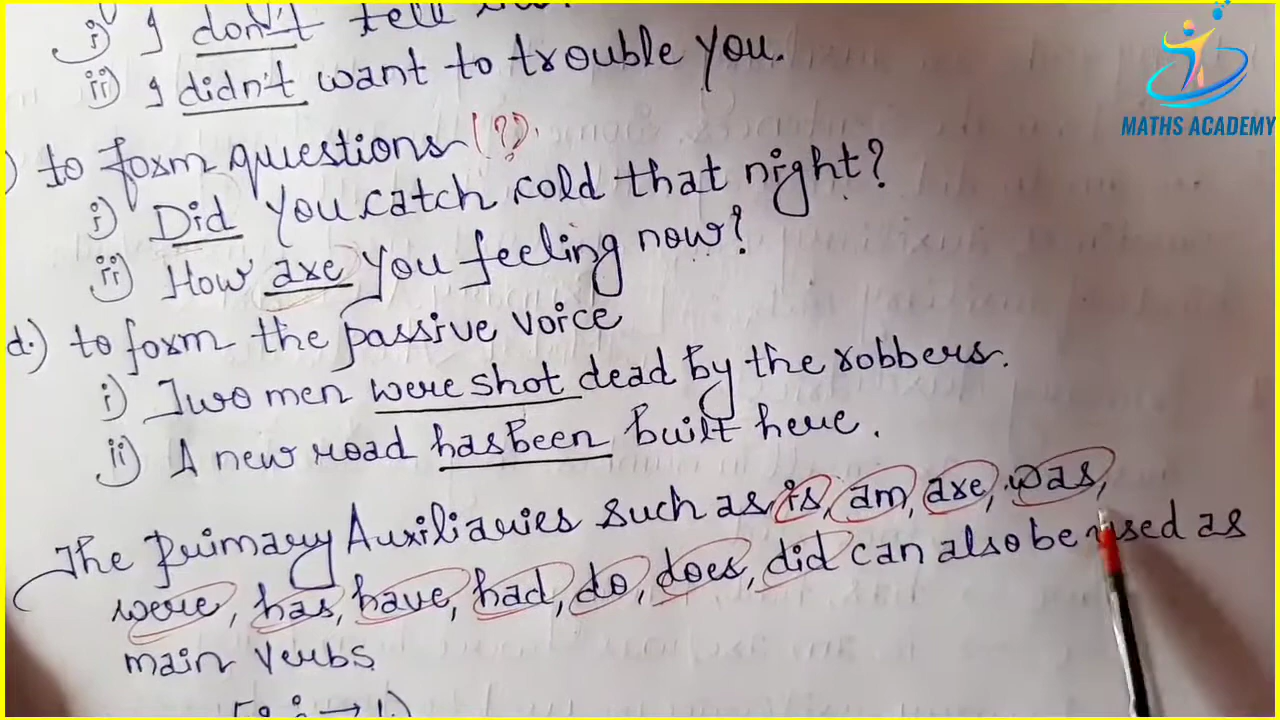 i) I don't tell
ii) I didn't want to trouble you.
) to form questions (?).
i) Did you catch cold that night?
ii) How are you feeling now?
d.) to form the passive voice
i) Two men were shot dead by the robbers.
ii) A new road has been built here.
The Primary Auxiliaries such as is, am, are, was,
were, has, have, had, do, does, did can also be used as
main verbs
MATHS ACADEMY